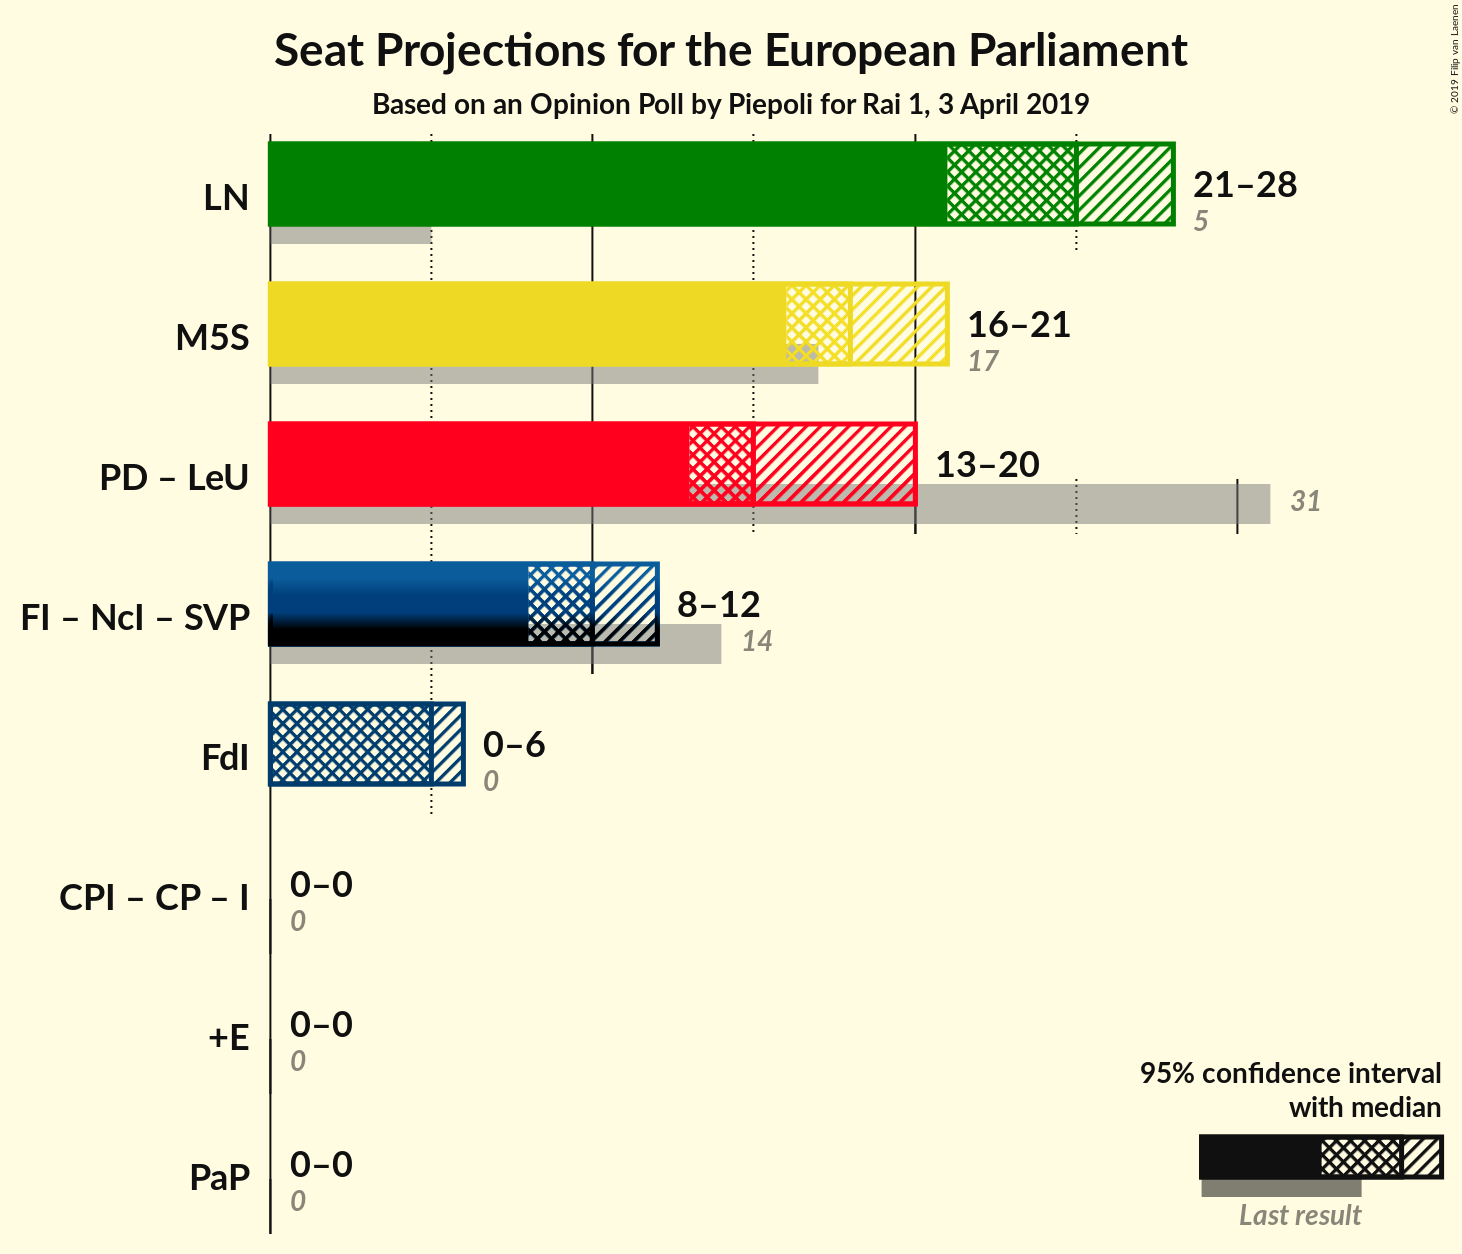 Seat Projections for the European Parliament
Based on an Opinion Poll by Piepoli for Rai 1, 3 April 2019
© 2019 Filip van Laenen
LN
21–28
5
M5S
16–21
17
PD – LeU
13–20
31
FI – NcI – SVP
8–12
14
FdI
0–6
0
CPI – CP – I
0–0
0
+E
0–0
0
PaP
0–0
0
95% confidence interval
with median
Last result